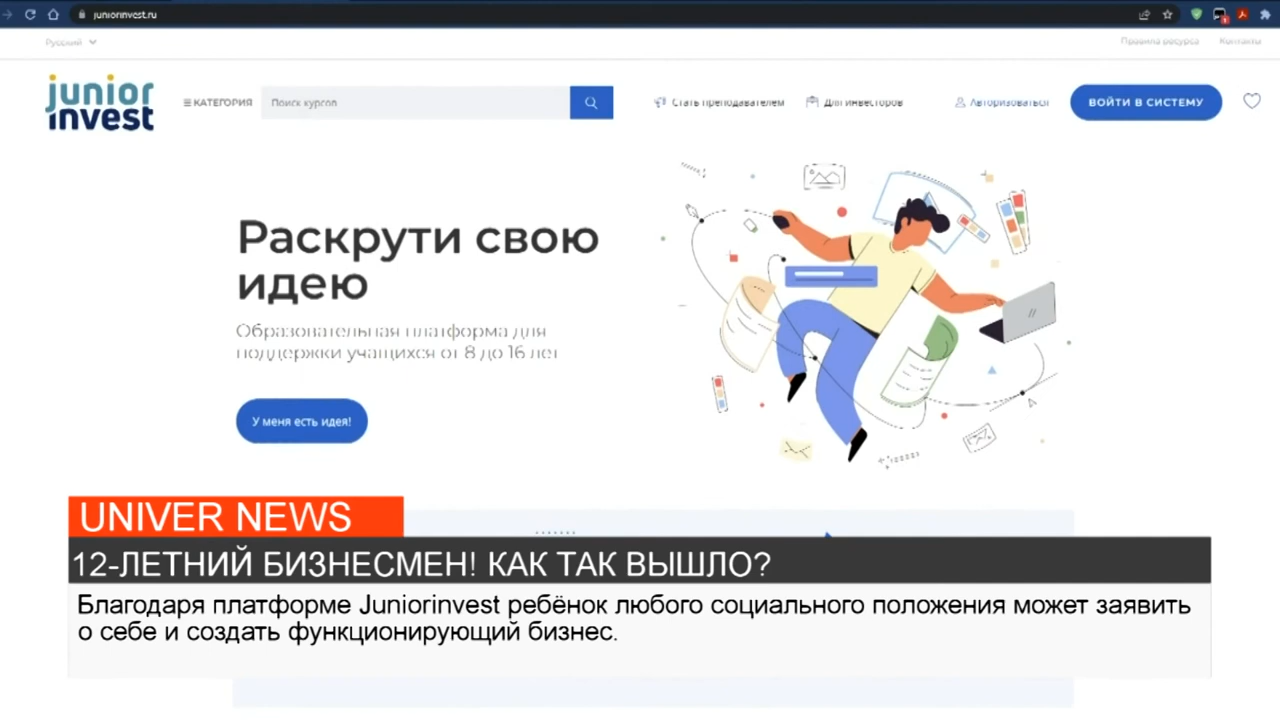 juniorinvest.ru
Русский
Правила ресурса Контакты
junior
invest
КАТЕГОРИЯ
Поиск курсов
Стать преподавателем
Для инвесторов
Авторизоваться
ВОЙТИ В СИСТЕМУ
Раскрути свою
идею
Образовательная платформа для
поддержки учащихся от 8 до 16 лет
У меня есть идея!
UNIVER NEWS
12-ЛЕТНИЙ БИЗНЕСМЕН! КАК ТАК ВЫШЛО?
Благодаря платформе Juniorinvest ребёнок любого социального положения может заявить
о себе и создать функционирующий бизнес.